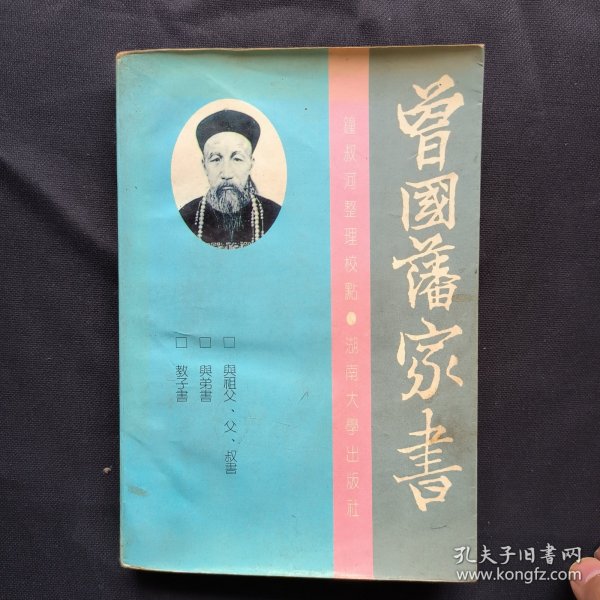 曾國藩家書
鐘叔河整理校點●湖南大學出版社
□ 與祖父、父、叔書
□ 與弟書
□ 教子書
孔夫子旧書网
www.kongfz.com